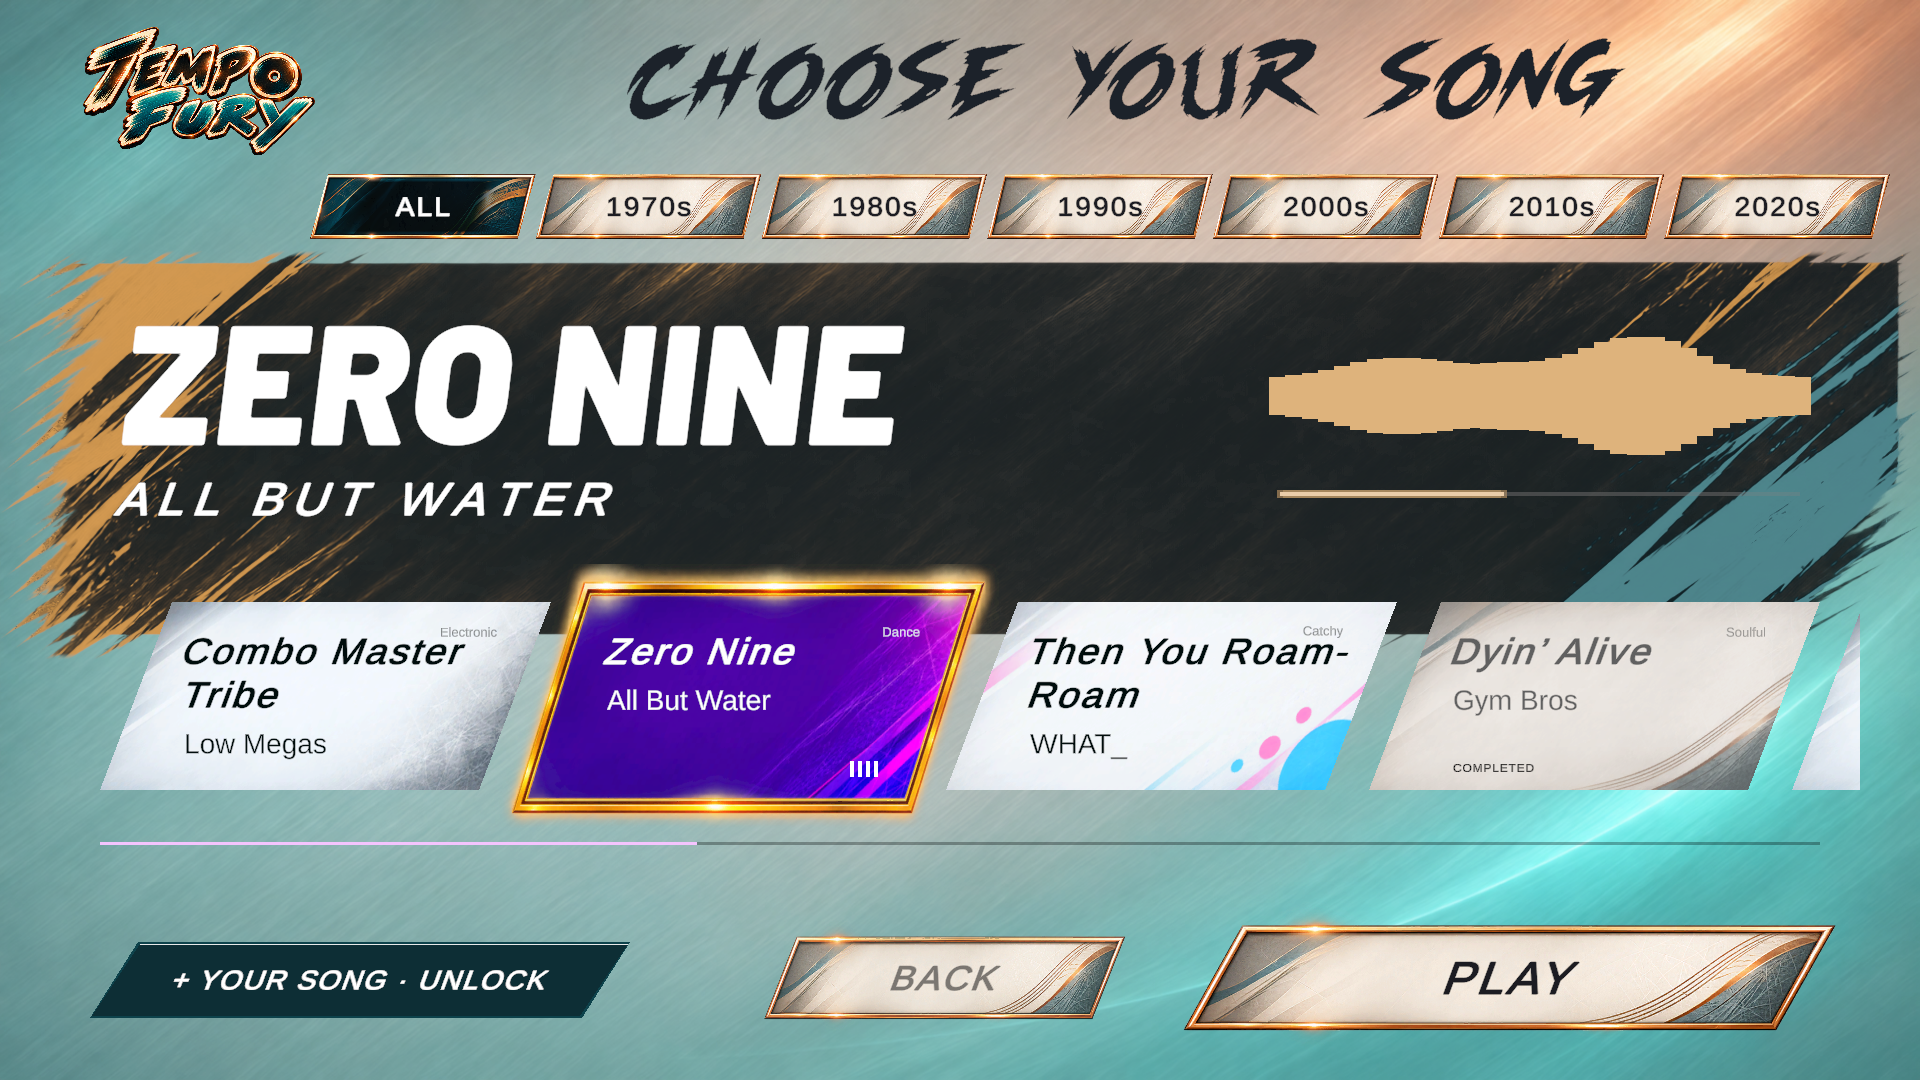 TEMPO
FURY
CHOOSE YOUR SONG
ALL
1970s
1980s
1990s
2000s
2010s
2020s
ZERO NINE
ALL BUT WATER
Electronic
Combo Master
Tribe
Low Megas
Dance
Zero Nine
All But Water
Catchy
Then You Roam-
Roam
WHAT_
Soulful
Dyin’ Alive
Gym Bros
COMPLETED
+ YOUR SONG · UNLOCK
BACK
PLAY